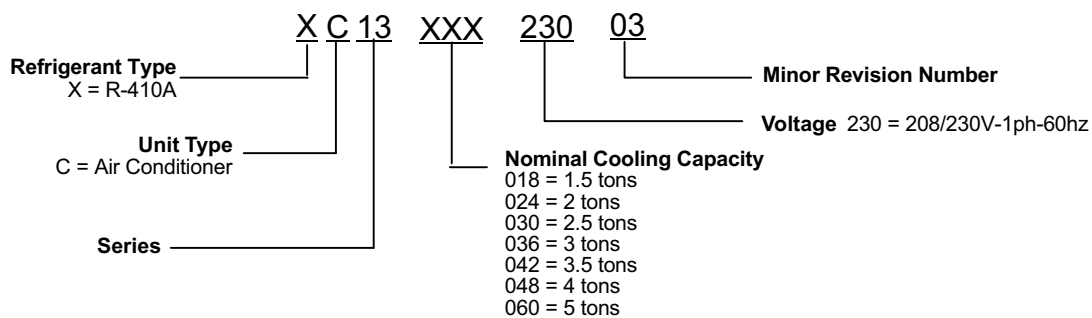 X C 13 XXX 230 03
Refrigerant Type
X = R-410A
Minor Revision Number
Voltage 230 = 208/230V-1ph-60hz
Unit Type
C = Air Conditioner
Nominal Cooling Capacity
018 = 1.5 tons
024 = 2 tons
030 = 2.5 tons
036 = 3 tons
042 = 3.5 tons
048 = 4 tons
060 = 5 tons
Series